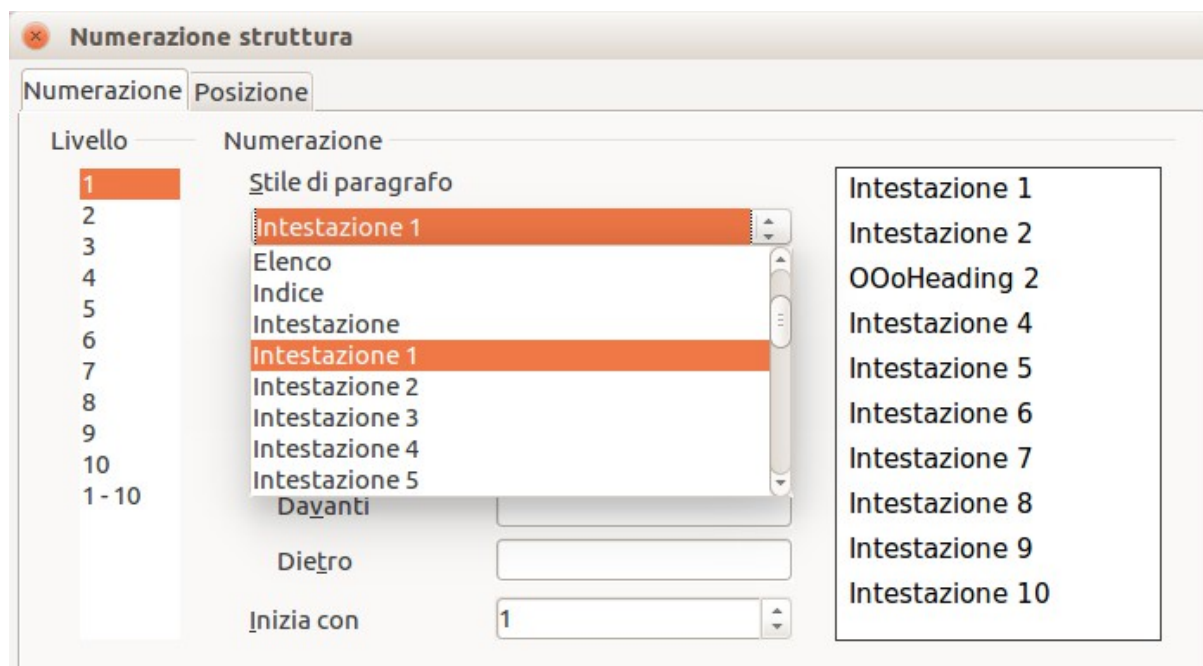 Numerazione struttura
Numerazione Posizione
Livello
1
2
3
4
5
6
7
8
9
10
1 - 10
Numerazione
Stile di paragrafo
Intestazione 1
Elenco
Indice
Intestazione
Intestazione 1
Intestazione 2
Intestazione 3
Intestazione 4
Intestazione 5
Davanti
Dietro
Inizia con 1
Intestazione 1
Intestazione 2
OOoHeading 2
Intestazione 4
Intestazione 5
Intestazione 6
Intestazione 7
Intestazione 8
Intestazione 9
Intestazione 10